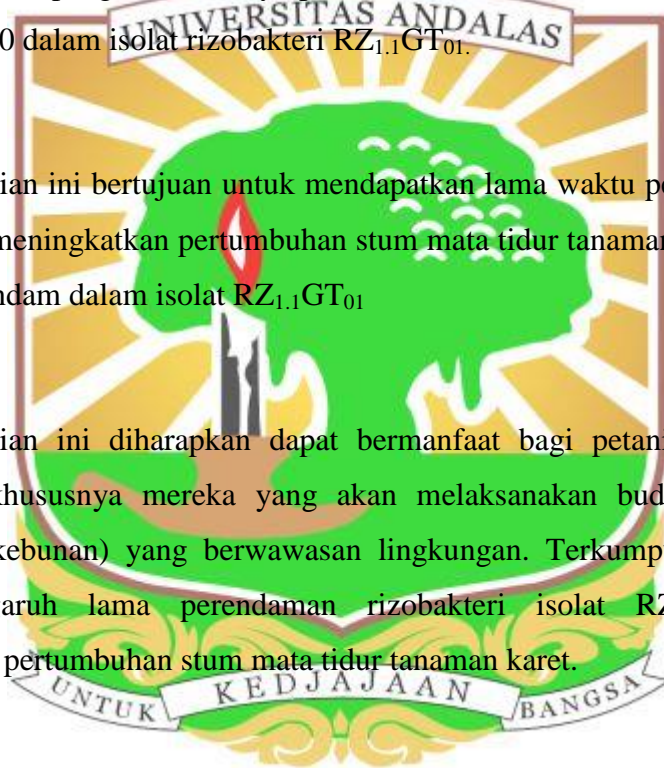 UNIVERSITAS ANDALAS
0 dalam isolat rizobakteri RZ1.1GT01.
ian ini bertujuan untuk mendapatkan lama waktu pe
meningkatkan pertumbuhan stum mata tidur tanaman
ndam dalam isolat RZ1.1GT01
ian ini diharapkan dapat bermanfaat bagi petani
khususnya mereka yang akan melaksanakan bud
kebunan) yang berwawasan lingkungan. Terkump
aruh lama perendaman rizobakteri isolat RZ
pertumbuhan stum mata tidur tanaman karet.
UNTUK KEDJAJAAN BANGSA